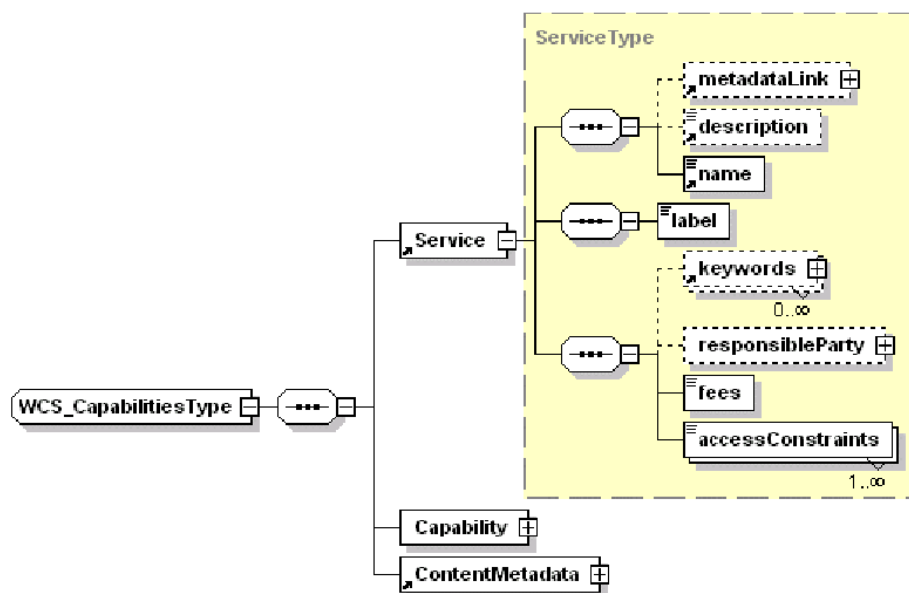 ServiceType
metadataLink
description
name
label
Service
keywords
0..∞
responsibleParty
fees
accessConstraints
1..∞
WCS_CapabilitiesType
Capability
ContentMetadata